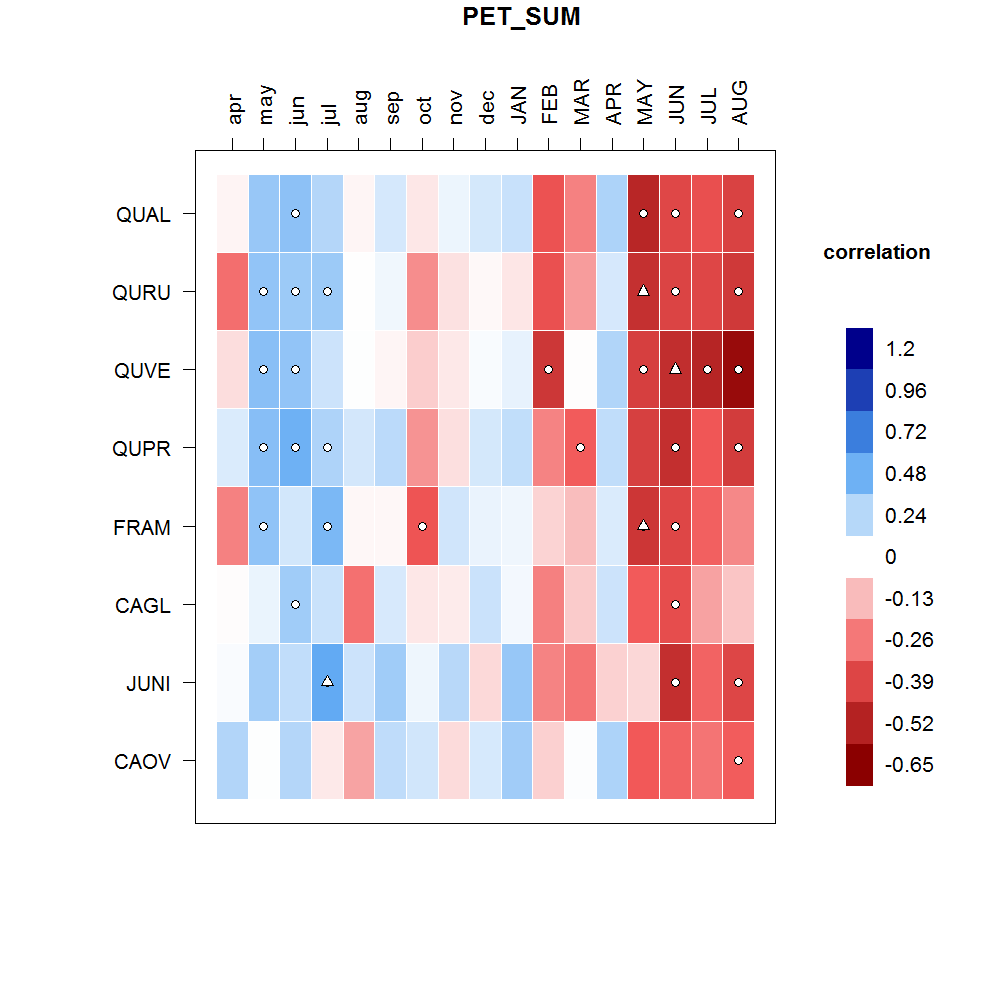 PET_SUM
apr may jun jul aug sep oct nov dec JAN FEB MAR APR MAY JUN JUL AUG
QUAL
QURU
QUVE
QUPR
FRAM
CAGL
JUNI
CAOV
correlation
1.2
0.96
0.72
0.48
0.24
0
-0.13
-0.26
-0.39
-0.52
-0.65